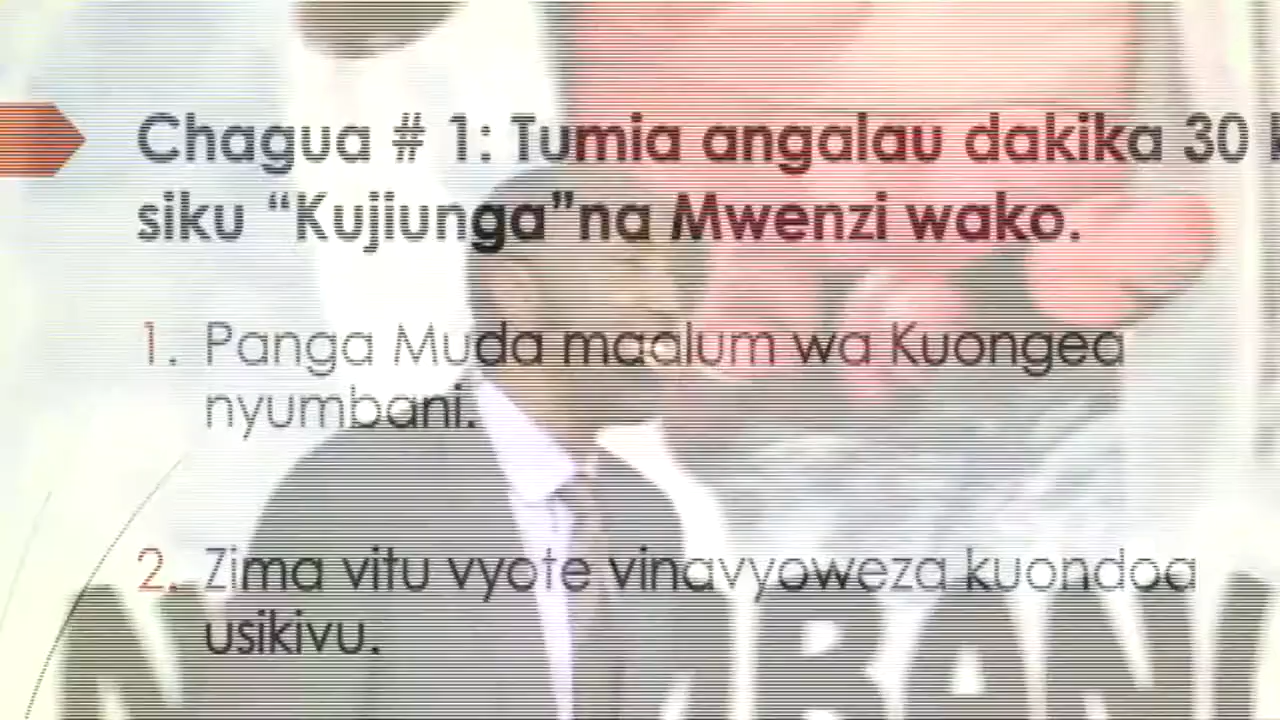 Chagua # 1: Tumia angalau dakika 30
siku “Kujiunga”na Mwenzi wako.
1. Panga Muda maalum wa Kuongea
nyumbani.
2. Zima vitu vyote vinavyoweza kuondoa
usikivu.